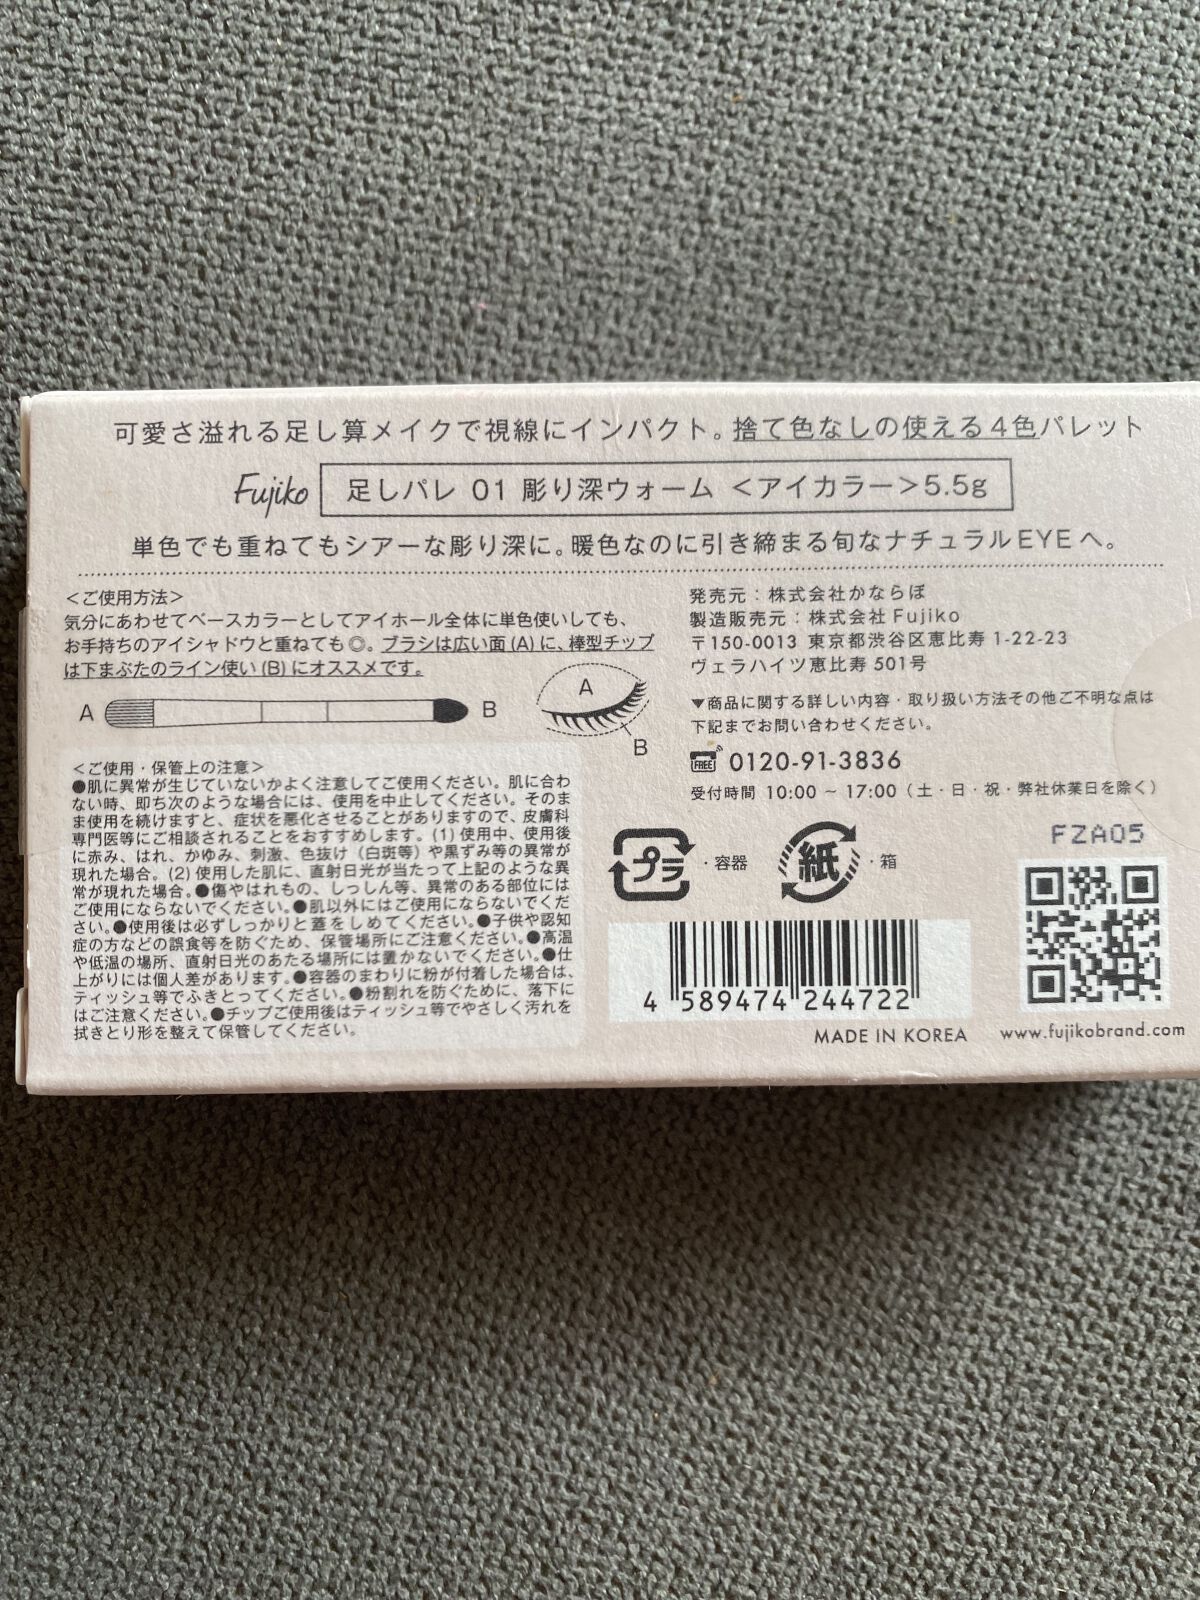 可愛さ溢れる足し算メイクで視線にインパクト。捨て色なしの使える4色パレット
Fujiko 足しパレ 01 彫り深ウォーム <アイカラー>5.5g
単色でも重ねてもシアーな彫り深に。暖色なのに引き締まる旬なナチュラルEYEへ。
<ご使用方法>
気分にあわせてベースカラーとしてアイホール全体に単色使いしても、
お手持ちのアイシャドウと重ねても◎。ブラシは広い面(A)に、棒型チップ
は下まぶたのライン使い(B)にオススメです。
A B A
B
<ご使用・保管上の注意>
●肌に異常が生じていないかよく注意してご使用ください。肌に合わ
ない時、即ち次のような場合には、使用を中止してください。そのま
ま使用を続けますと、症状を悪化させることがありますので、皮膚科
専門医等にご相談されることをおすすめします。(1) 使用中、使用後
に赤み、はれ、かゆみ、刺激、色抜け(白斑等)や黒ずみ等の異常が
現れた場合。(2) 使用した肌に、直射日光が当たって上記のような異
常が現れた場合。●傷やはれもの、しっしん等、異常のある部位には
ご使用にならないでください。●肌以外にはご使用にならないでくだ
さい。●使用後は必ずしっかりと蓋をしめてください。●子供や認知
症の方などの誤食等を防ぐため、保管場所にご注意ください。●高温
や低温の場所、直射日光のあたる場所には置かないでください。●仕
上がりには個人差があります。●容器のまわりに粉が付着した場合は、
ティッシュ等でふきとってください。●粉割れを防ぐために、落下に
はご注意ください。●チップご使用後はティッシュ等でやさしく汚れを
拭きとり形を整えて保管してください。
発売元：株式会社かならぼ
製造販売元：株式会社Fujiko
〒150-0013 東京都渋谷区恵比寿 1-22-23
ヴェラハイツ恵比寿 501号
▼商品に関する詳しい内容・取り扱い方法その他ご不明な点は
下記までお問い合わせください。
FREE 0120-91-3836
受付時間 10:00 ~ 17:00（土・日・祝・弊社休業日を除く）
プラ ・容器 紙 ・箱
FZA05
4 589474 244722
MADE IN KOREA
www.fujikobrand.com